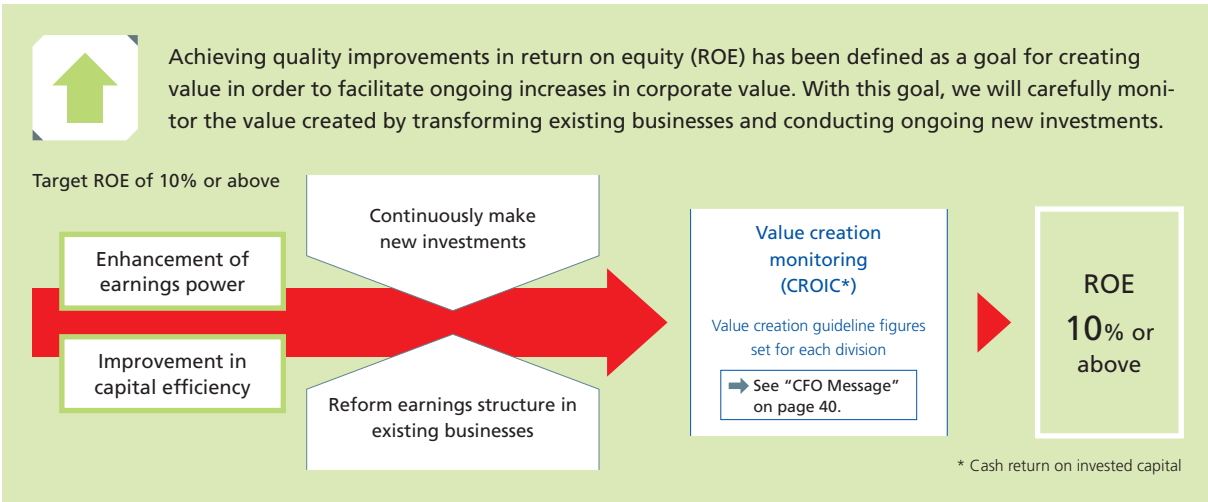 Achieving quality improvements in return on equity (ROE) has been defined as a goal for creating
value in order to facilitate ongoing increases in corporate value. With this goal, we will carefully moni-
tor the value created by transforming existing businesses and conducting ongoing new investments.
Target ROE of 10% or above
Enhancement of
earnings power
Improvement in
capital efficiency
Continuously make
new investments
Reform earnings structure in
existing businesses
Value creation
monitoring
(CROIC*)
Value creation guideline figures
set for each division
See “CFO Message”
on page 40.
ROE
10% or
above
* Cash return on invested capital